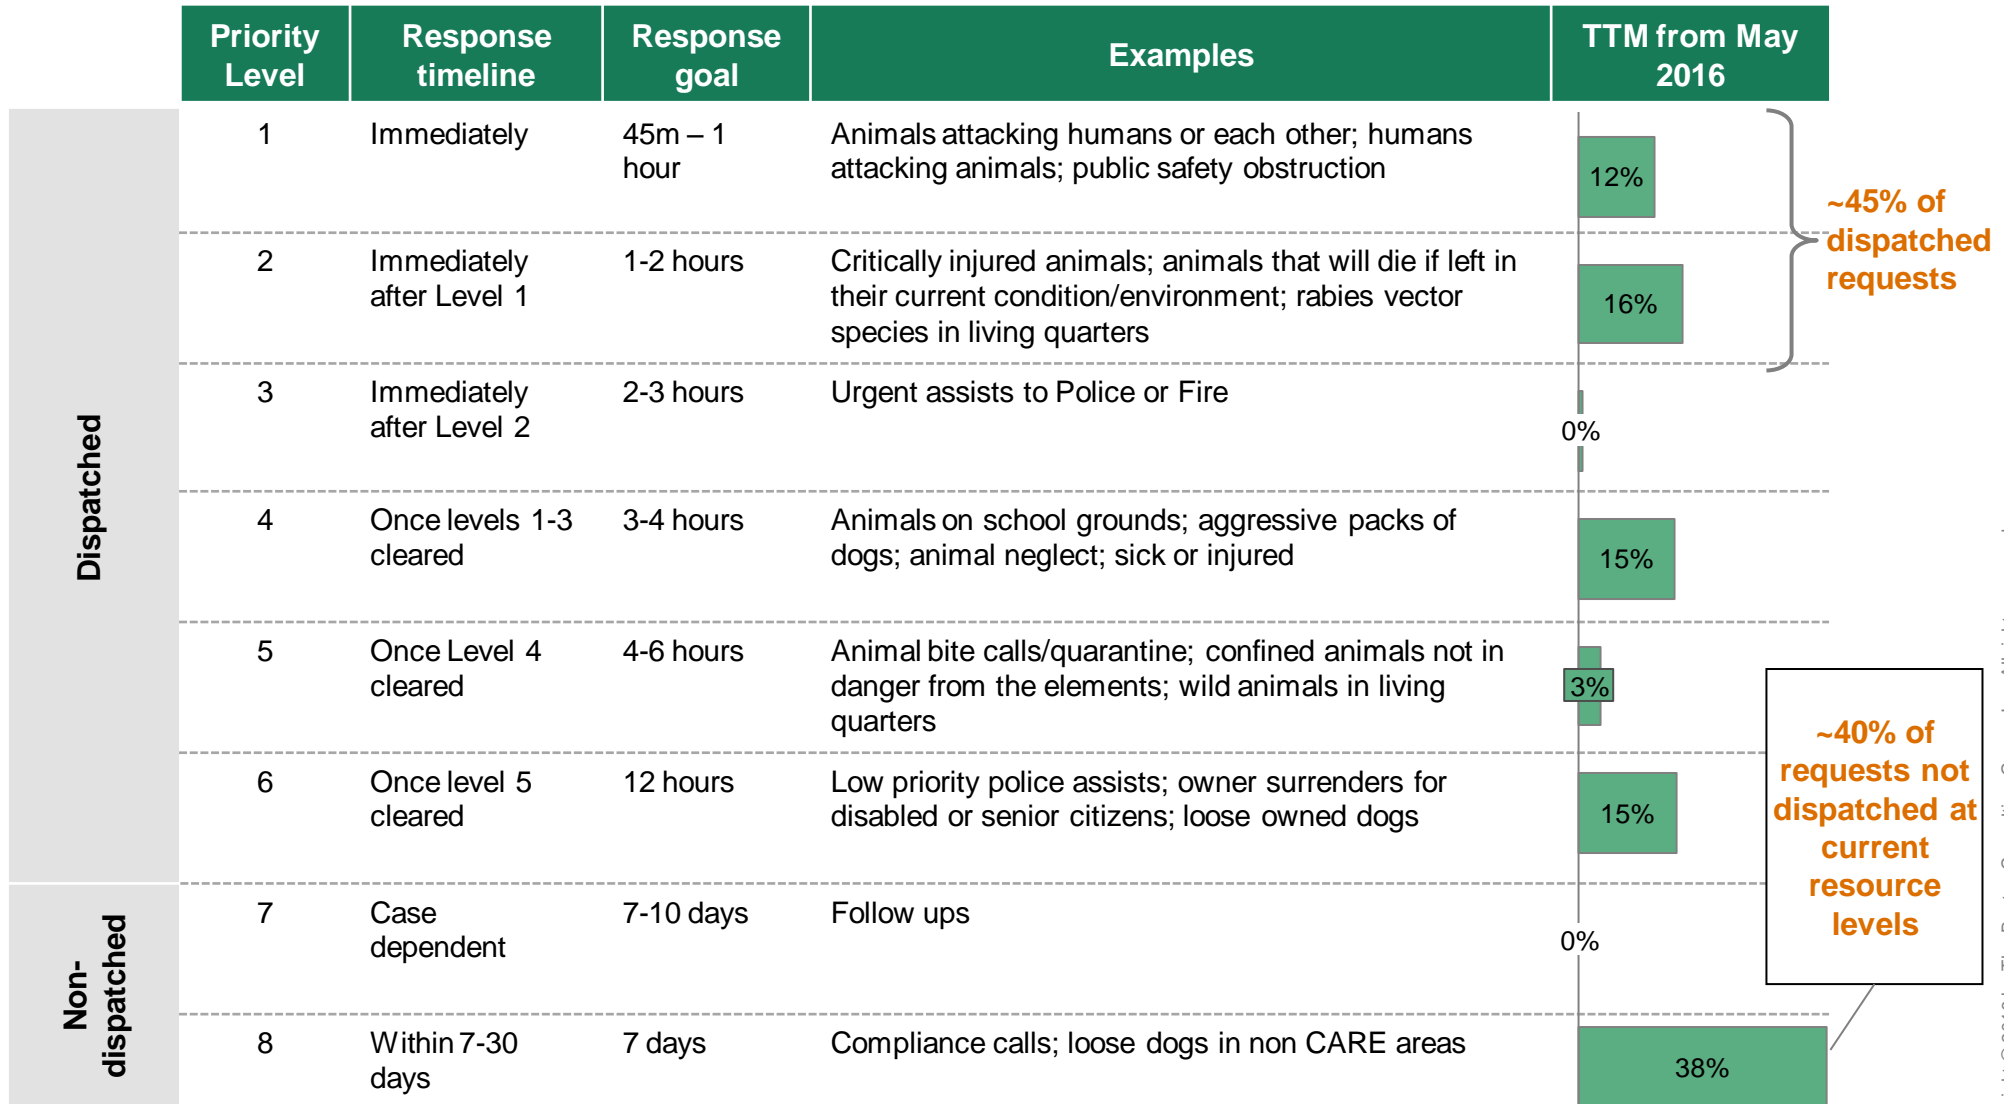 Priority Level
Response timeline
Response goal
Examples
TTM from May 2016
Dispatched
1
Immediately
45m – 1
hour
Animals attacking humans or each other; humans
attacking animals; public safety obstruction
12%
~45% of
dispatched
requests
2
Immediately
after Level 1
1-2 hours
Critically injured animals; animals that will die if left in
their current condition/environment; rabies vector
species in living quarters
16%
3
Immediately
after Level 2
2-3 hours
Urgent assists to Police or Fire
0%
4
Once levels 1-3
cleared
3-4 hours
Animals on school grounds; aggressive packs of
dogs; animal neglect; sick or injured
15%
5
Once Level 4
cleared
4-6 hours
Animal bite calls/quarantine; confined animals not in
danger from the elements; wild animals in living
quarters
3%
6
Once level 5
cleared
12 hours
Low priority police assists; owner surrenders for
disabled or senior citizens; loose owned dogs
15%
~40% of
requests not
dispatched at
current
resource
levels
Non-
dispatched
7
Case
dependent
7-10 days
Follow ups
0%
8
Within 7-30
days
7 days
Compliance calls; loose dogs in non CARE areas
38%